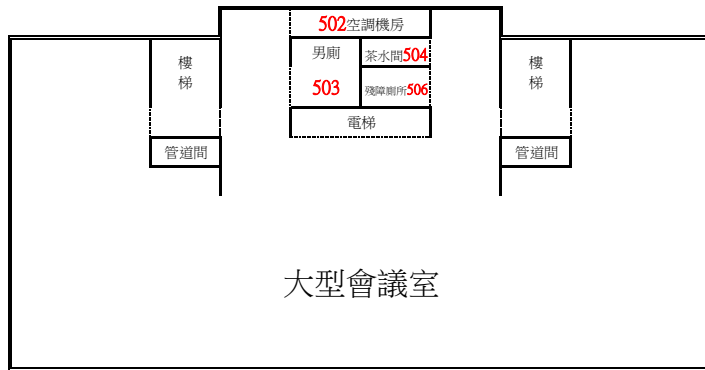 502空調機房
男廁
茶水間504
503
殘障廁所506
電梯
樓
梯
管道間
樓
梯
管道間
大型會議室